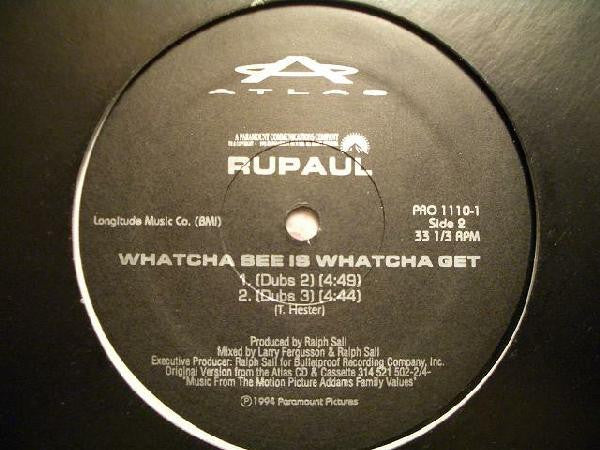 ATLAS
A PARAMOUNT COMMUNICATIONS COMPANY
RUPAUL
Longitude Music Co. (BMI)
PRO 1110-1
Side 2
33 1/3 RPM
WHATCHA SEE IS WHATCHA GET
1. (Dubs 2) (4:49)
2. (Dubs 3) (4:44)
(T. Hester)
Produced by Ralph Sall
Mixed by Larry Fergusson & Ralph Sall
Executive Producer: Ralph Sall for Bulletproof Recording Company, Inc.
Original Version from the Atlas CD & Cassette 314 521 502-2/4-
"Music From The Motion Picture Addams Family Values"
Ⓟ 1994 Paramount Pictures